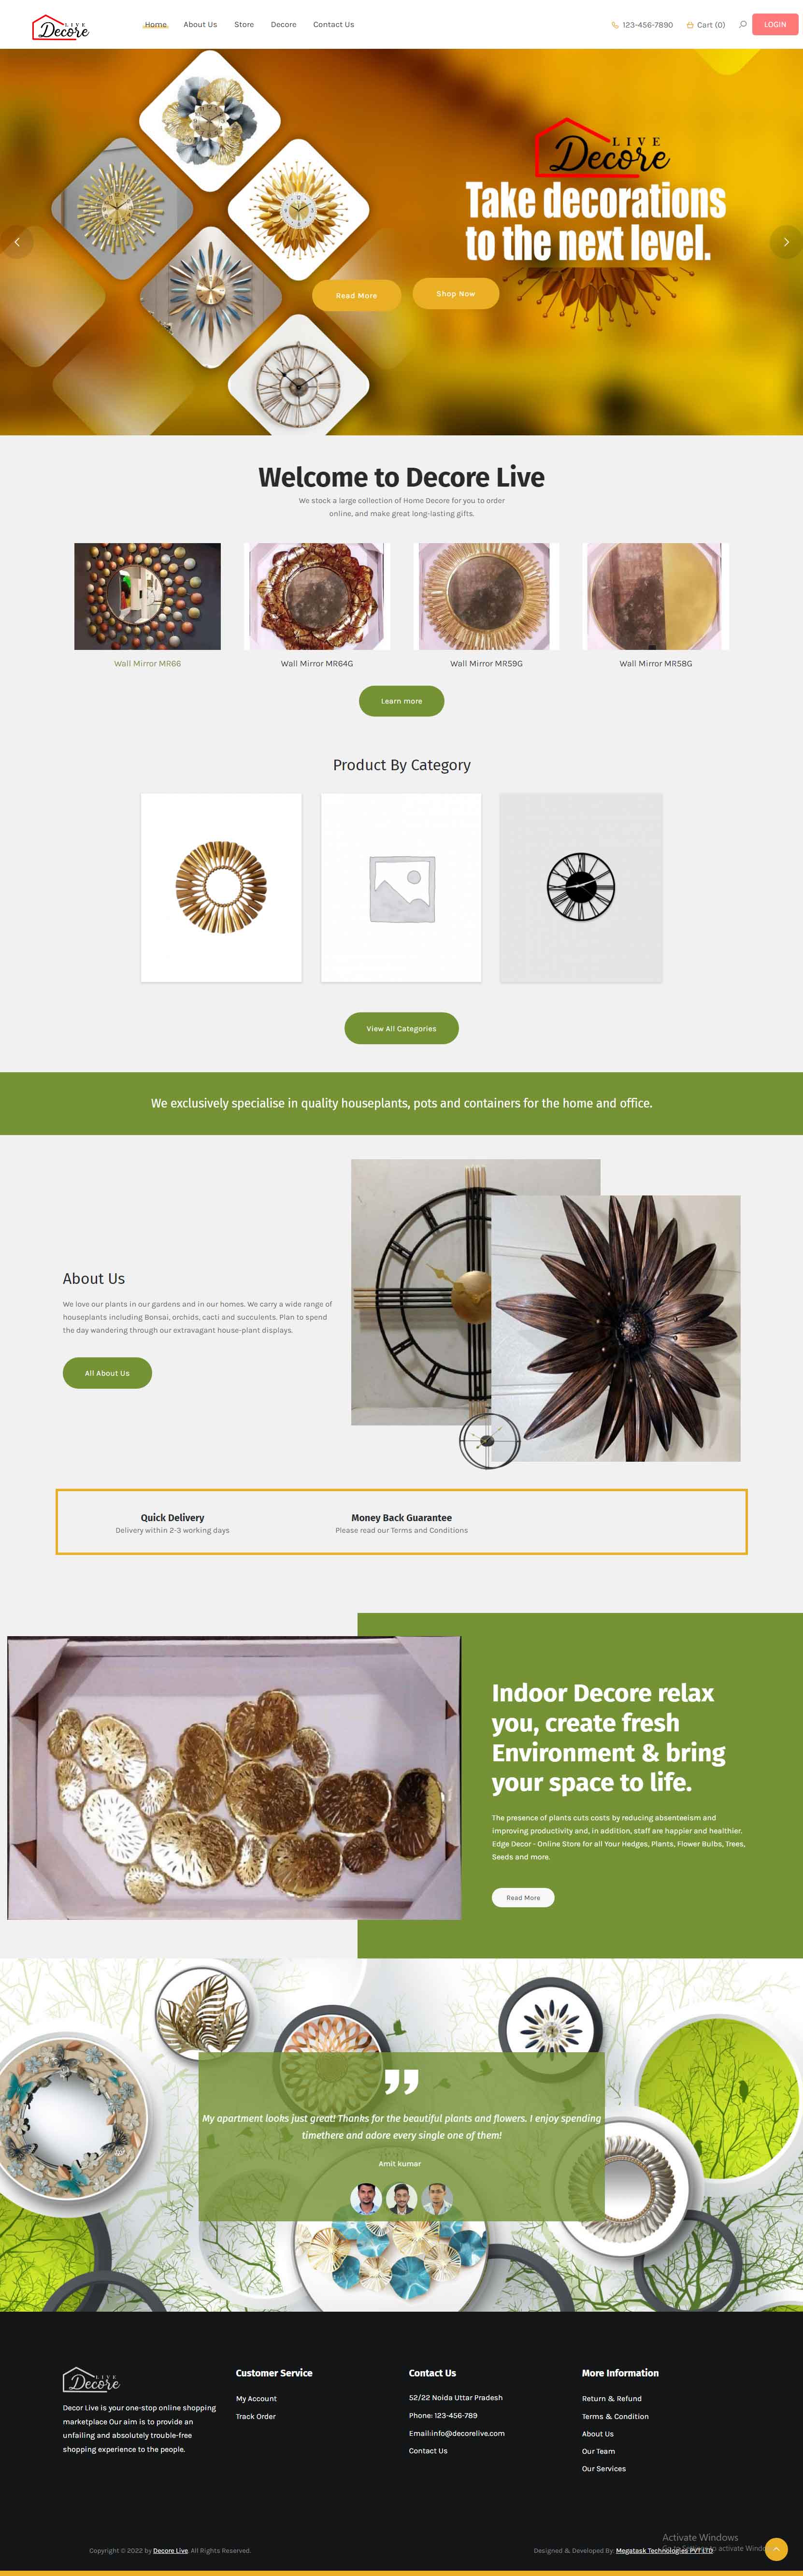 LIVE
Decore
Home
About Us
Store
Decore
Contact Us
123-456-7890
Cart (0)
LOGIN
LIVE
Decore
Take decorations
to the next level.
Read More
Shop Now
Welcome to Decore Live
We stock a large collection of Home Decore for you to order
online, and make great long-lasting gifts.
Wall Mirror MR66
Wall Mirror MR64G
Wall Mirror MR59G
Wall Mirror MR58G
Learn more
Product By Category
View All Categories
We exclusively specialise in quality houseplants, pots and containers for the home and office.
About Us
We love our plants in our gardens and in our homes. We carry a wide range of
houseplants including Bonsai, orchids, cacti and succulents. Plan to spend
the day wandering through our extravagant house-plant displays.
All About Us
Quick Delivery
Delivery within 2-3 working days
Money Back Guarantee
Please read our Terms and Conditions
Indoor Decore relax
you, create fresh
Environment & bring
your space to life.
The presence of plants cuts costs by reducing absenteeism and
improving productivity and, in addition, staff are happier and healthier.
Edge Decor - Online Store for all Your Hedges, Plants, Flower Bulbs, Trees,
Seeds and more.
Read More
My apartment looks just great! Thanks for the beautiful plants and flowers. I enjoy spending
timethere and adore every single one of them!
Amit kumar
LIVE
Decore
Decor Live is your one-stop online shopping
marketplace Our aim is to provide an
unfailing and absolutely trouble-free
shopping experience to the people.
Customer Service
My Account
Track Order
Contact Us
52/22 Noida Uttar Pradesh
Phone: 123-456-789
Email:info@decorelive.com
Contact Us
More Information
Return & Refund
Terms & Condition
About Us
Our Team
Our Services
Copyright © 2022 by Decore Live. All Rights Reserved.
Designed & Developed By: Megatask Technologies PVT LTD
Activate Windows
Go to Settings to activate Windows